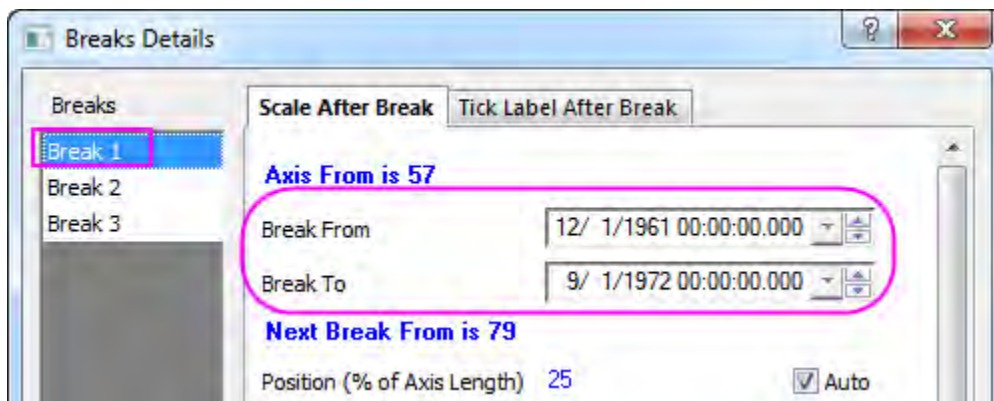 Breaks Details
?
X
Breaks
Break 1
Break 2
Break 3
Scale After Break Tick Label After Break
Axis From is 57
Break From 12/ 1/1961 00:00:00.000
Break To 9/ 1/1972 00:00:00.000
Next Break From is 79
Position (% of Axis Length) 25 Auto